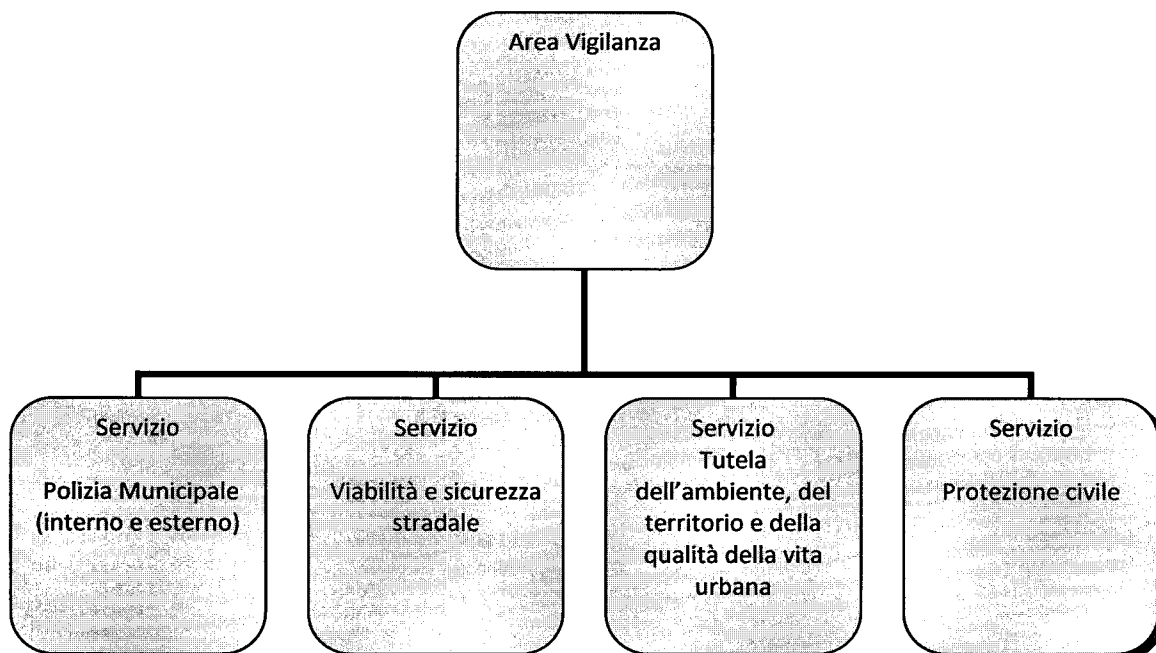 Area Vigilanza
Servizio
Polizia Municipale
(interno e esterno)
Servizio
Viabilità e sicurezza
stradale
Servizio
Tutela
dell'ambiente, del
territorio e della
qualità della vita
urbana
Servizio
Protezione civile